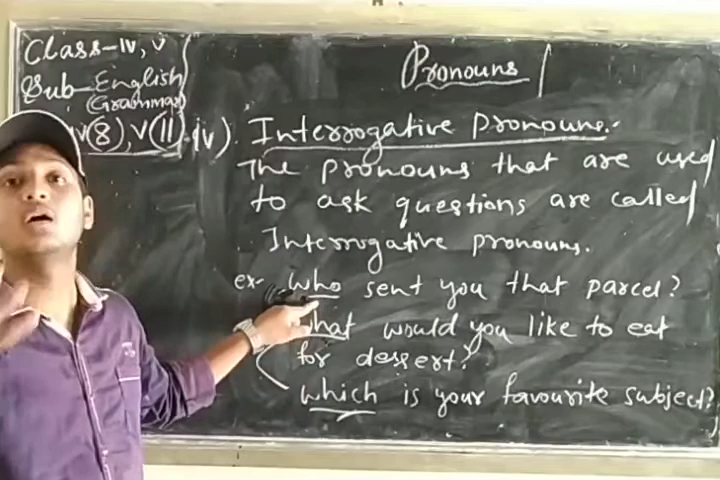 Class-IV, V
Sub-English
(Grammar)
V(8), V(11)
Pronouns
iv). Interrogative pronouns.-
The pronouns that are used
to ask questions are called
Interrogative pronouns.
ex- who sent you that parcel?
what would you like to eat
for dessert?
which is your favourite subject?